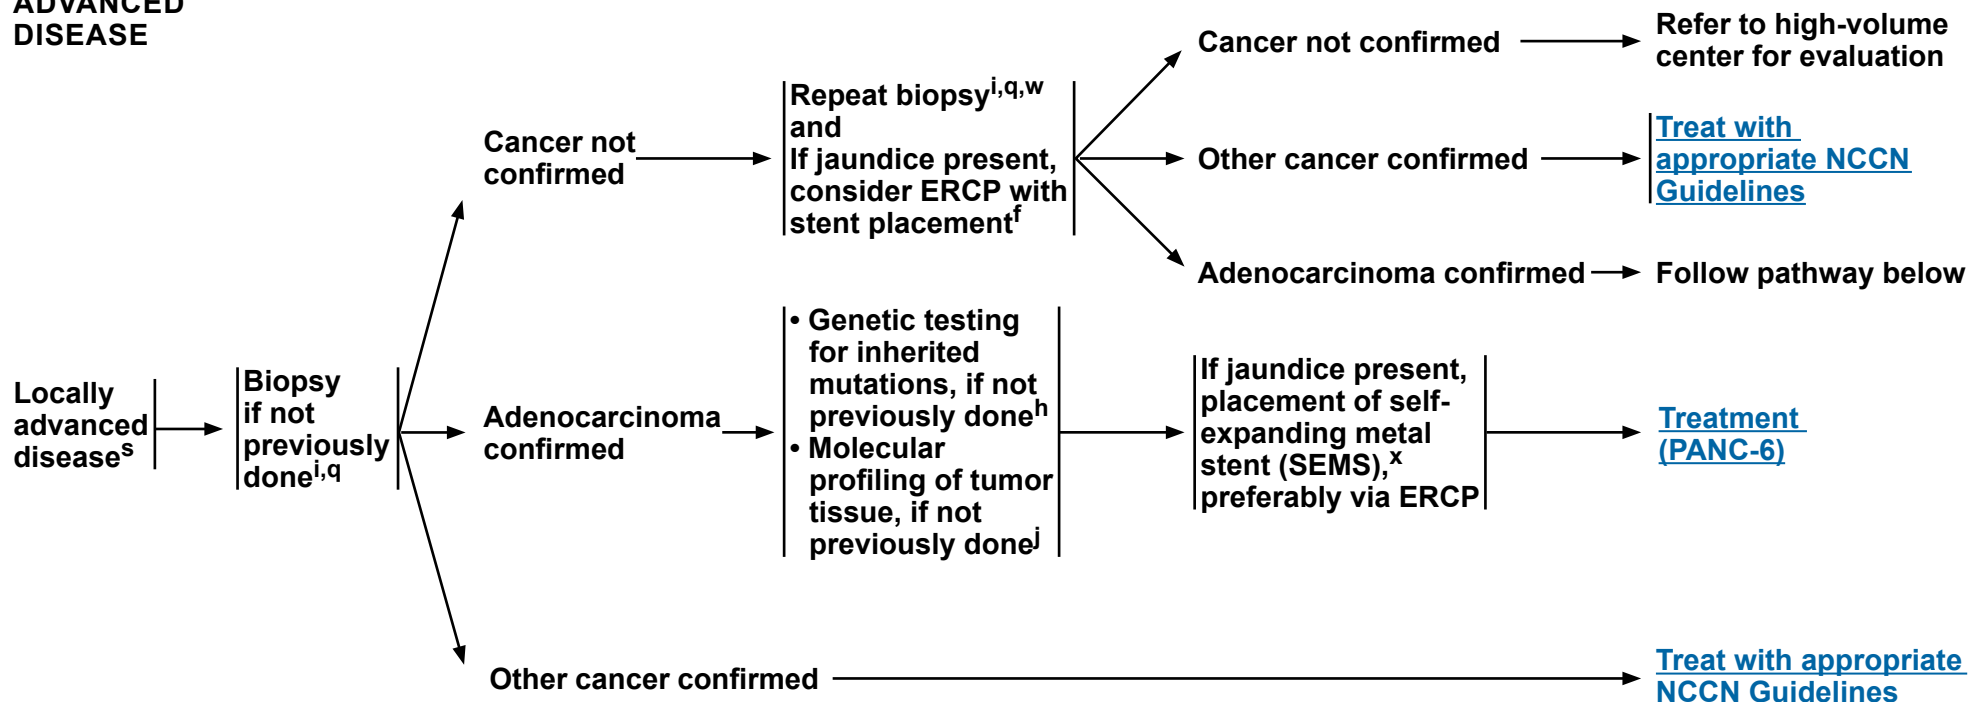 ADVANCED
DISEASE
Cancer not confirmed
Refer to high-volume
center for evaluation
Repeat biopsyi,q,w
and
If jaundice present,
consider ERCP with
stent placementf
Cancer not
confirmed
Other cancer confirmed
Treat with
appropriate NCCN
Guidelines
Adenocarcinoma confirmed
Follow pathway below
Locally
advanced
diseases
Biopsy
if not
previously
donei,q
Adenocarcinoma
confirmed
• Genetic testing
for inherited
mutations, if not
previously doneh
• Molecular
profiling of tumor
tissue, if not
previously donej
If jaundice present,
placement of self-
expanding metal
stent (SEMS),x
preferably via ERCP
Treatment
(PANC-6)
Other cancer confirmed
Treat with appropriate
NCCN Guidelines